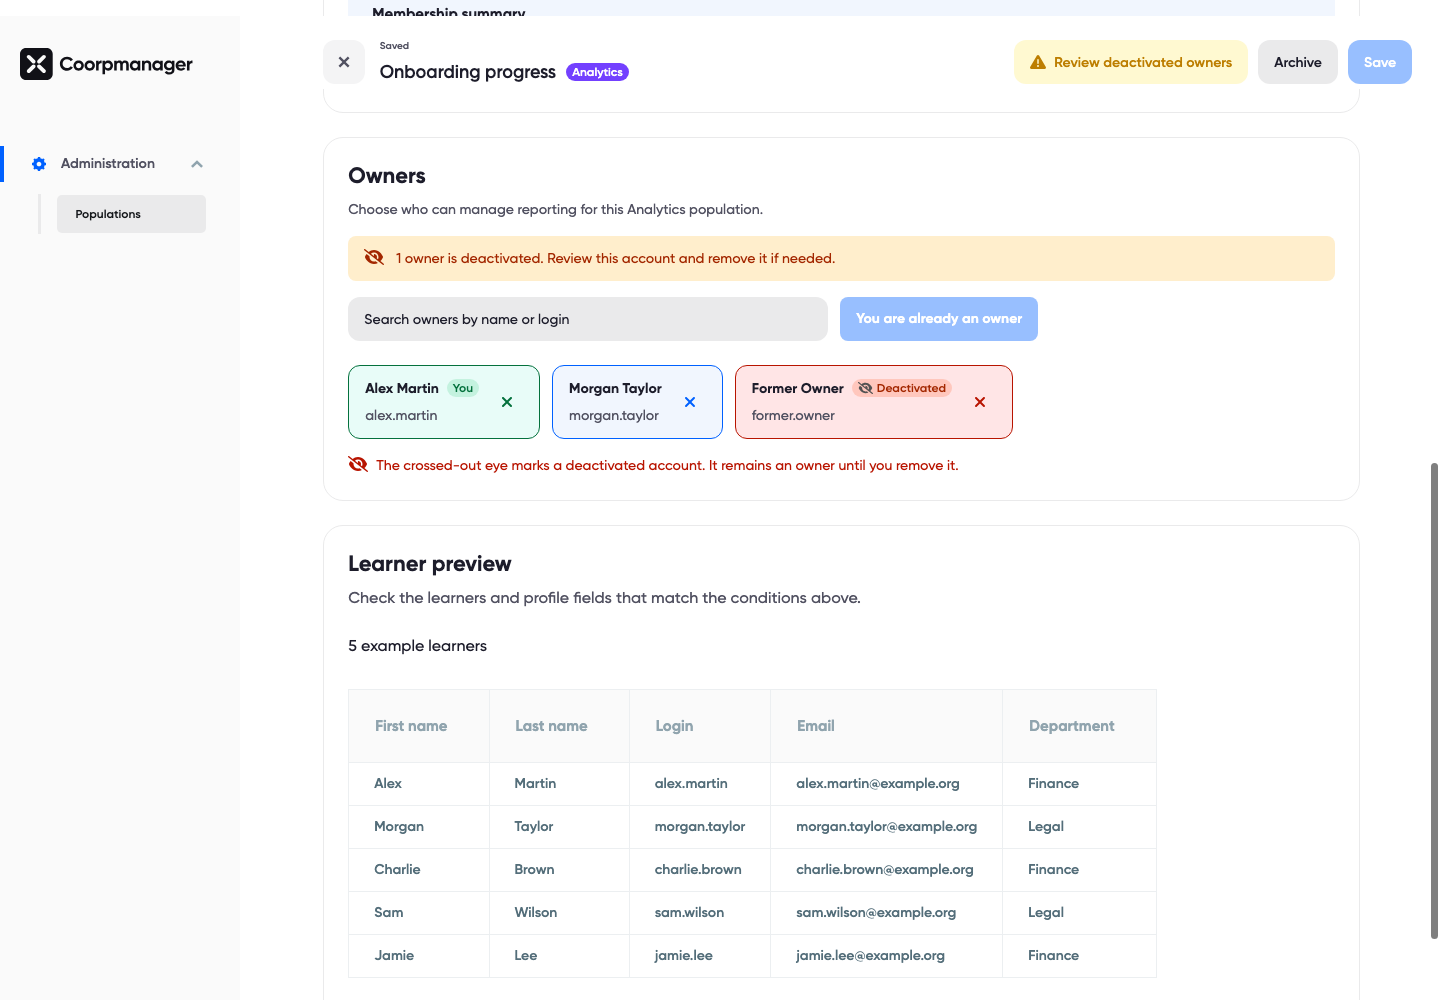 Membership summary
Coorpmanager
Saved
Onboarding progress Analytics
Review deactivated owners
Archive
Save
Administration
Populations
Owners
Choose who can manage reporting for this Analytics population.
1 owner is deactivated. Review this account and remove it if needed.
Search owners by name or login
You are already an owner
Alex Martin You
alex.martin
Morgan Taylor
morgan.taylor
Former Owner Deactivated
former.owner
The crossed-out eye marks a deactivated account. It remains an owner until you remove it.
Learner preview
Check the learners and profile fields that match the conditions above.
5 example learners
First name Last name Login Email Department
Alex Martin alex.martin alex.martin@example.org Finance
Morgan Taylor morgan.taylor morgan.taylor@example.org Legal
Charlie Brown charlie.brown charlie.brown@example.org Finance
Sam Wilson sam.wilson sam.wilson@example.org Legal
Jamie Lee jamie.lee jamie.lee@example.org Finance